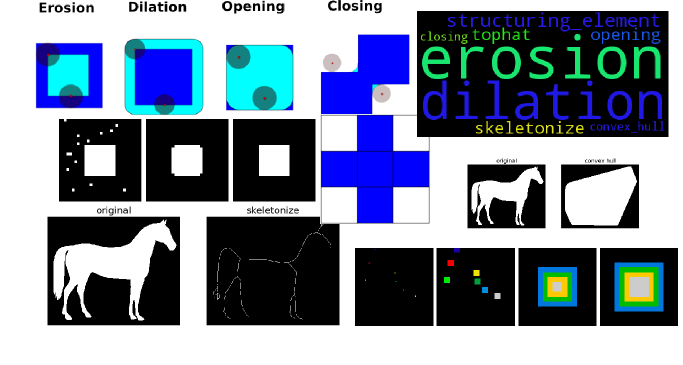 Erosion Dilation Opening Closing
structuring_element
closing tophat opening
erosion
dilation
skeletonize convex_hull
original convex hull
original skeletonize